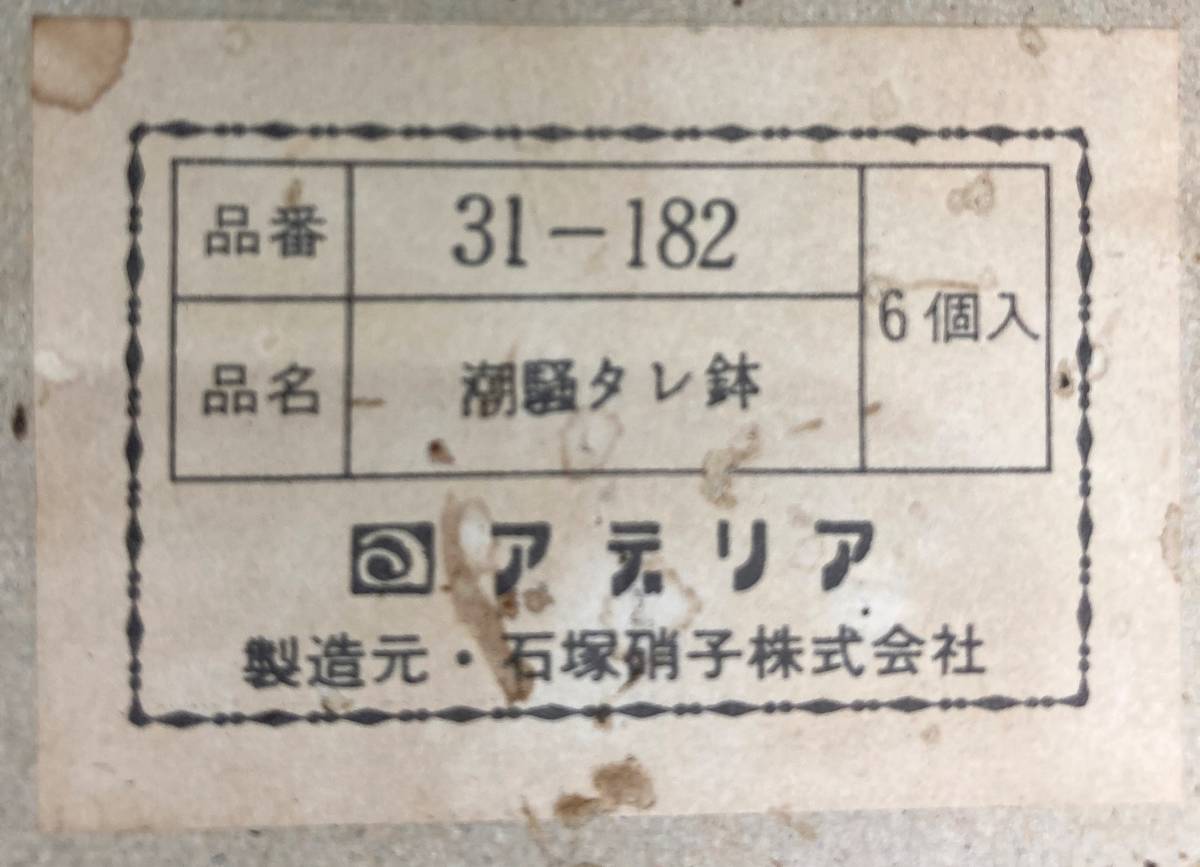 品番 31-182
6個入
品名 潮騒タレ鉢
アデリア
製造元・石塚硝子株式会社